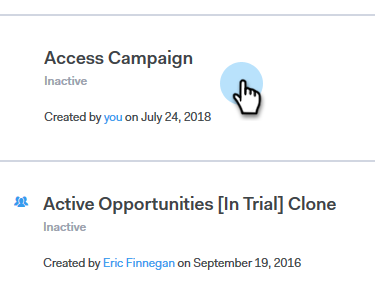 Access Campaign
Inactive
Created by you on July 24, 2018
Active Opportunities [In Trial] Clone
Inactive
Created by Eric Finnegan on September 19, 2016